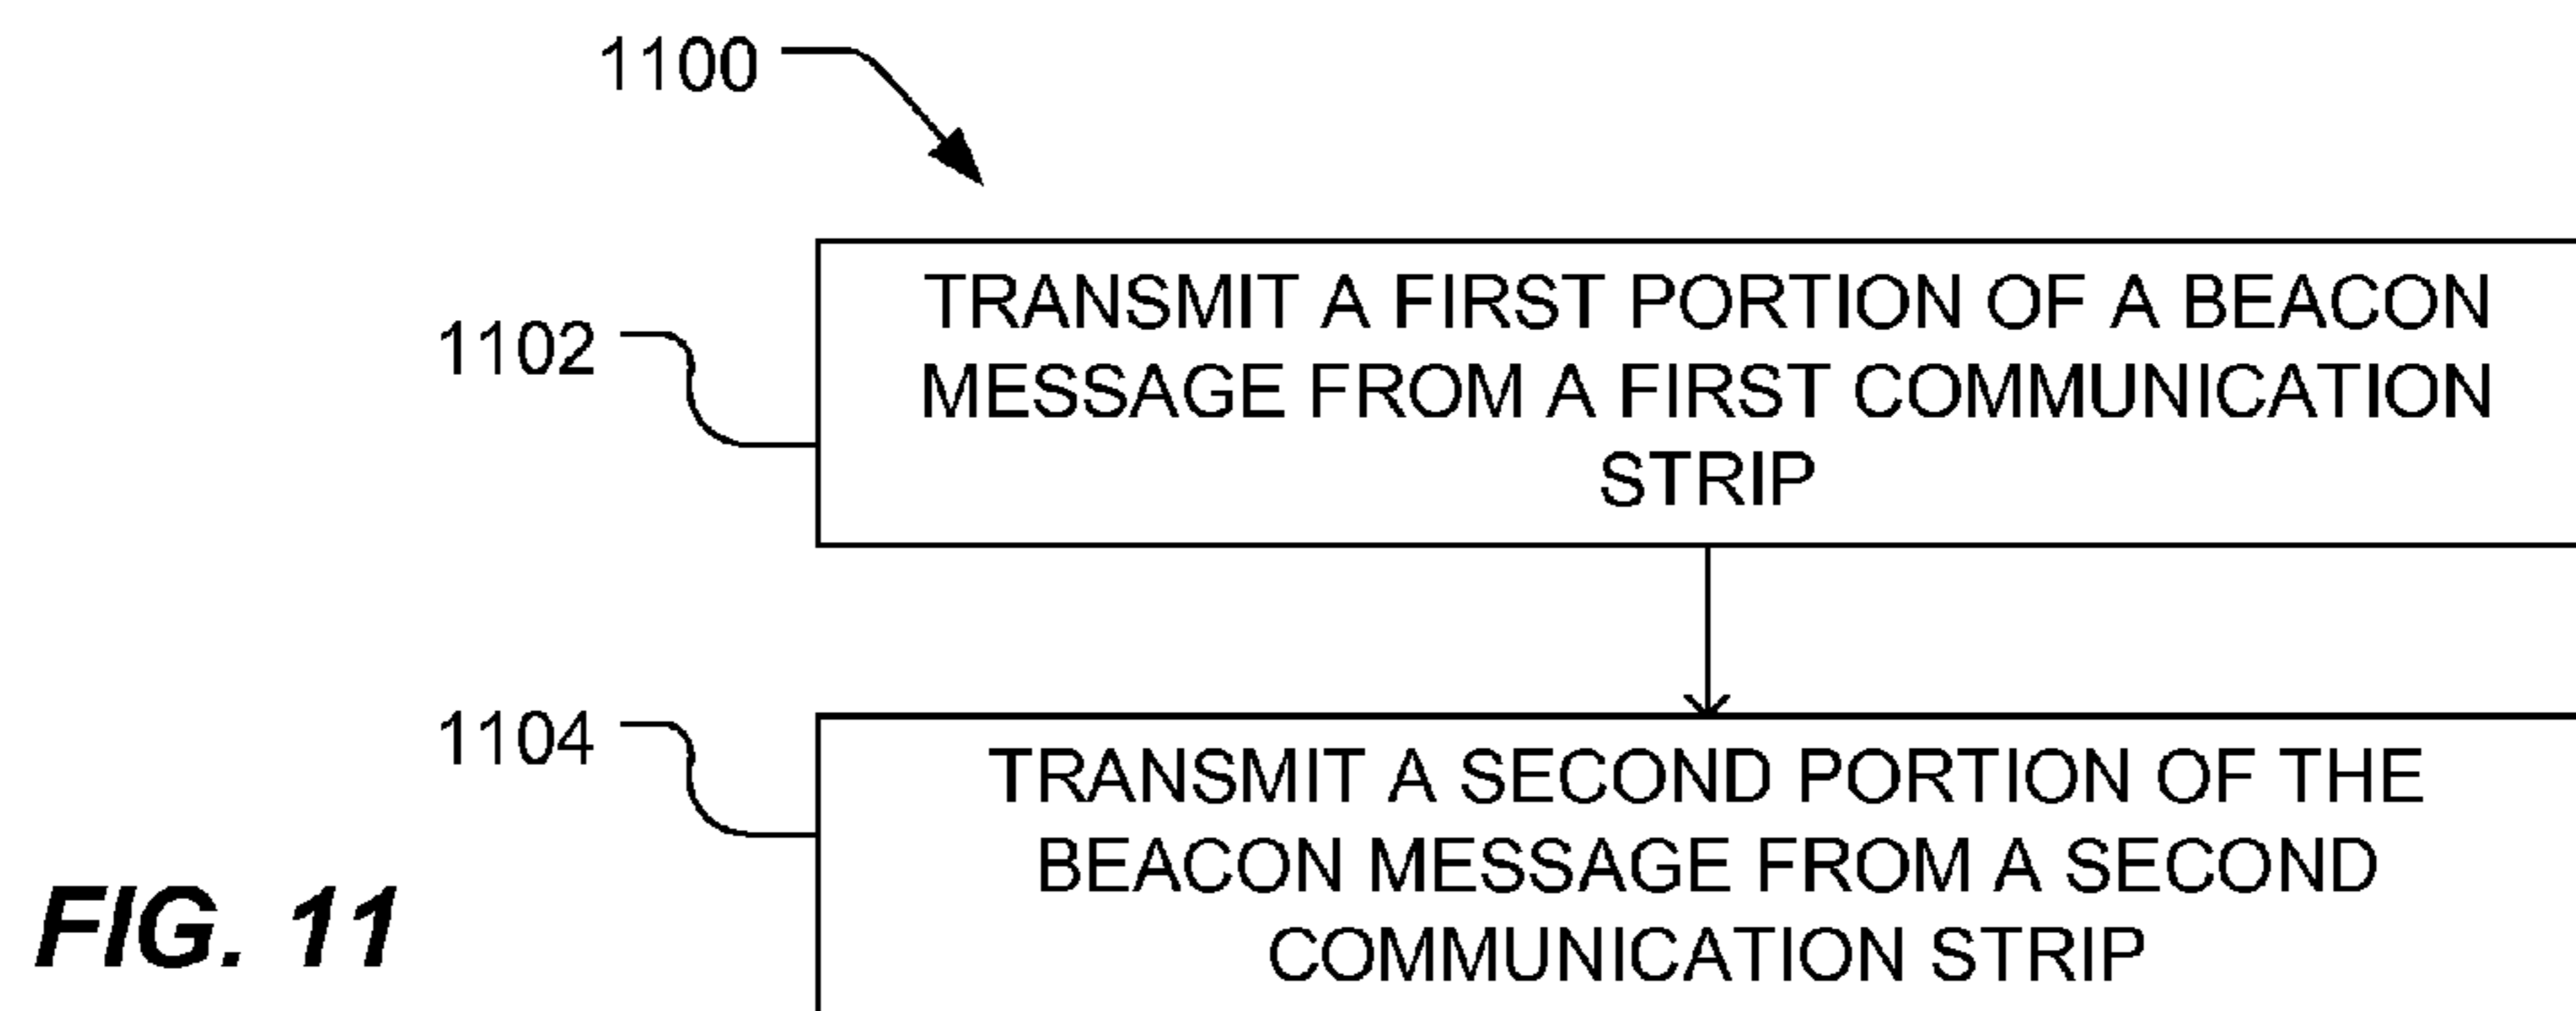 1100
1102
TRANSMIT A FIRST PORTION OF A BEACON
MESSAGE FROM A FIRST COMMUNICATION
STRIP
1104
TRANSMIT A SECOND PORTION OF THE
BEACON MESSAGE FROM A SECOND
COMMUNICATION STRIP
FIG. 11